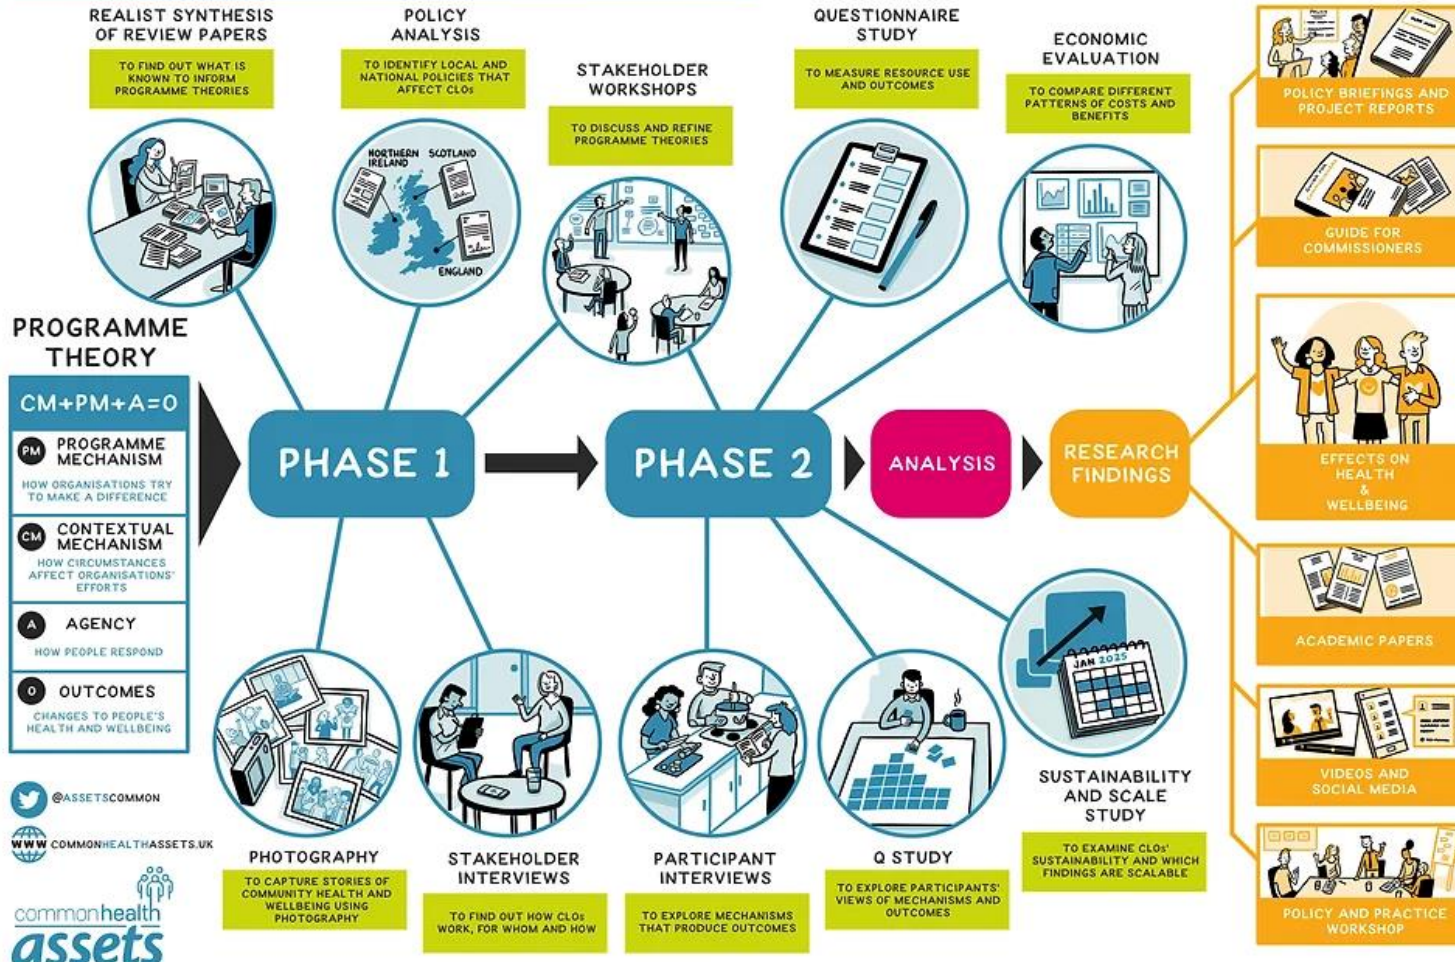 REALIST SYNTHESIS
OF REVIEW PAPERS
TO FIND OUT WHAT IS
KNOWN TO INFORM
PROGRAMME THEORIES
POLICY
ANALYSIS
TO IDENTIFY LOCAL AND
NATIONAL POLICIES THAT
AFFECT CLOs
NORTHERN
IRELAND
SCOTLAND
ENGLAND
STAKEHOLDER
WORKSHOPS
TO DISCUSS AND REFINE
PROGRAMME THEORIES
QUESTIONNAIRE
STUDY
TO MEASURE RESOURCE USE
AND OUTCOMES
ECONOMIC
EVALUATION
TO COMPARE DIFFERENT
PATTERNS OF COSTS AND
BENEFITS
PROGRAMME
THEORY
CM+PM+A=O
PM PROGRAMME
MECHANISM
HOW ORGANISATIONS TRY
TO MAKE A DIFFERENCE
CM CONTEXTUAL
MECHANISM
HOW CIRCUMSTANCES
AFFECT ORGANISATIONS'
EFFORTS
A AGENCY
HOW PEOPLE RESPOND
O OUTCOMES
CHANGES TO PEOPLE'S
HEALTH AND WELLBEING
PHASE 1
PHASE 2
ANALYSIS
RESEARCH
FINDINGS
PHOTOGRAPHY
TO CAPTURE STORIES OF
COMMUNITY HEALTH AND
WELLBEING USING
PHOTOGRAPHY
STAKEHOLDER
INTERVIEWS
TO FIND OUT HOW CLOs
WORK, FOR WHOM AND HOW
PARTICIPANT
INTERVIEWS
TO EXPLORE MECHANISMS
THAT PRODUCE OUTCOMES
Q STUDY
TO EXPLORE PARTICIPANTS'
VIEWS OF MECHANISMS AND
OUTCOMES
JAN 2025
SUSTAINABILITY
AND SCALE
STUDY
TO EXAMINE CLOs'
SUSTAINABILITY AND WHICH
FINDINGS ARE SCALABLE
POLICY BRIEFINGS AND
PROJECT REPORTS
GUIDE FOR
COMMISSIONERS
EFFECTS ON
HEALTH
&
WELLBEING
ACADEMIC PAPERS
VIDEOS AND
SOCIAL MEDIA
POLICY AND PRACTICE
WORKSHOP
@ASSETSCOMMON
WWW COMMONHEALTHASSETS.UK
commonhealth
assets